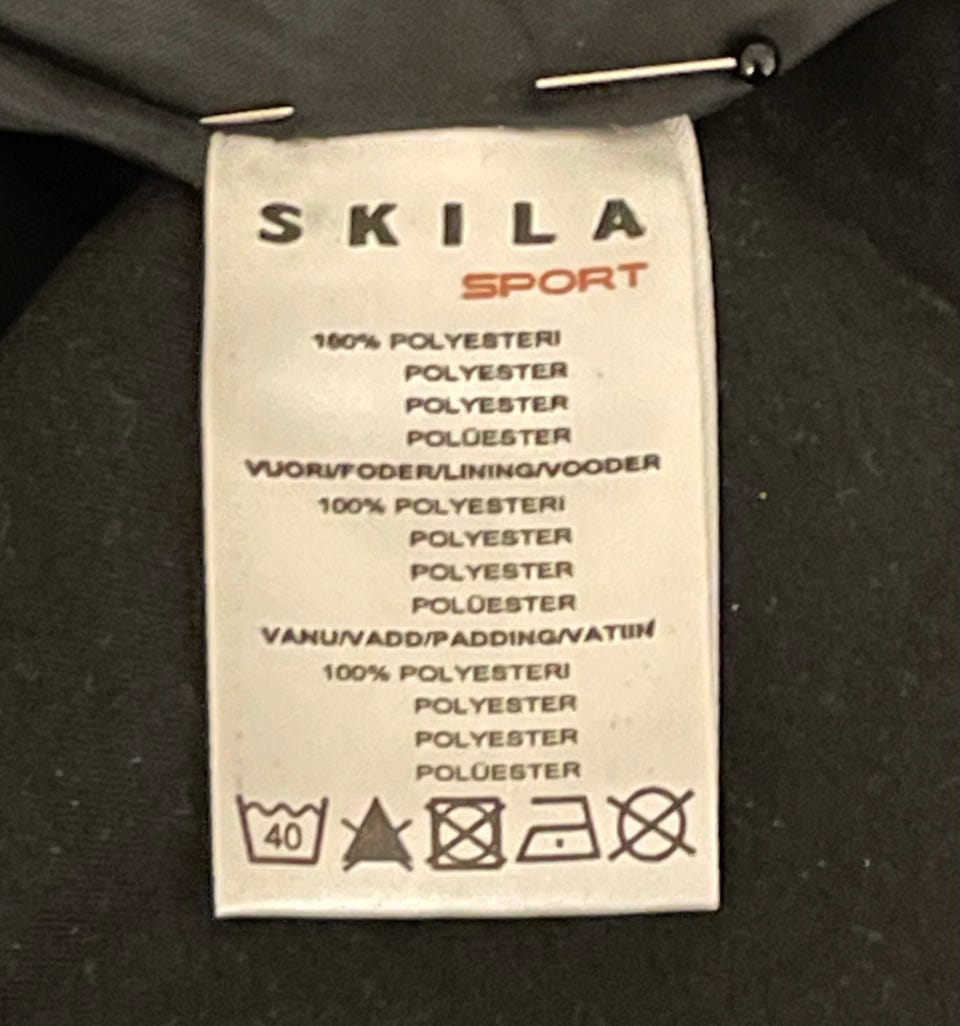 SKILA
SPORT
100% POLYESTERI
POLYESTER
POLYESTER
POLÜESTER
VUORI/FODER/LINING/VOODER
100% POLYESTERI
POLYESTER
POLYESTER
POLÜESTER
VANU/VADD/PADDING/VATIIN
100% POLYESTERI
POLYESTER
POLYESTER
POLÜESTER
40